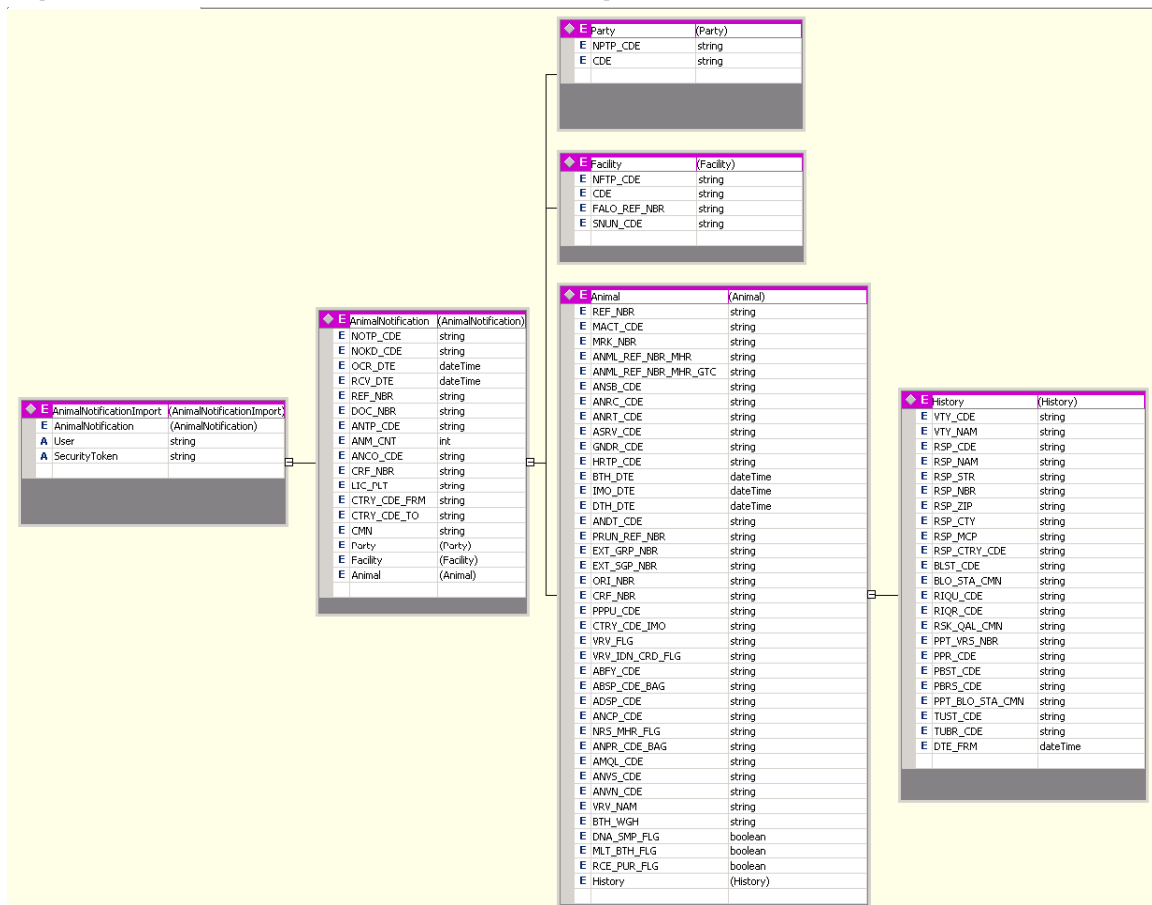 E Party (Party)
E NPTP_CDE string
E CDE string
E Facility (Facility)
E NFTP_CDE string
E CDE string
E FALO_REF_NBR string
E SNUN_CDE string
E AnimalNotificationImport (AnimalNotificationImport)
E AnimalNotification (AnimalNotification)
A User string
A SecurityToken string
E AnimalNotification (AnimalNotification)
E NOTP_CDE string
E NOKD_CDE string
E OCR_DTE dateTime
E RCV_DTE dateTime
E REF_NBR string
E DOC_NBR string
E ANTP_CDE string
E ANM_CNT int
E ANCO_CDE string
E CRF_NBR string
E LIC_PLT string
E CTRY_CDE_FRM string
E CTRY_CDE_TO string
E CMN string
E Party (Party)
E Facility (Facility)
E Animal (Animal)
E Animal (Animal)
E REF_NBR string
E MACT_CDE string
E MRK_NBR string
E ANML_REF_NBR_MHR string
E ANML_REF_NBR_MHR_GTC string
E ANSB_CDE string
E ANRC_CDE string
E ANRT_CDE string
E ASRV_CDE string
E GNDR_CDE string
E HRTP_CDE string
E BTH_DTE dateTime
E IMO_DTE dateTime
E DTH_DTE dateTime
E ANDT_CDE string
E PRUN_REF_NBR string
E EXT_GRP_NBR string
E EXT_SGP_NBR string
E ORI_NBR string
E CRF_NBR string
E PPPU_CDE string
E CTRY_CDE_IMO string
E VRV_FLG string
E VRV_IDN_CRD_FLG string
E ABFY_CDE string
E ABSP_CDE_BAG string
E ADSP_CDE string
E ANCP_CDE string
E NRS_MHR_FLG string
E ANPR_CDE_BAG string
E AMQL_CDE string
E ANVS_CDE string
E ANVN_CDE string
E VRV_NAM string
E BTH_WGH string
E DNA_SMP_FLG boolean
E MLT_BTH_FLG boolean
E RCE_PUR_FLG boolean
E History (History)
E History (History)
E VTY_CDE string
E VTY_NAM string
E RSP_CDE string
E RSP_NAM string
E RSP_STR string
E RSP_NBR string
E RSP_ZIP string
E RSP_CTY string
E RSP_MCP string
E RSP_CTRY_CDE string
E BLST_CDE string
E BLO_STA_CMN string
E RIQU_CDE string
E RIQR_CDE string
E RSK_QAL_CMN string
E PPT_VRS_NBR string
E PPR_CDE string
E PBST_CDE string
E PBRS_CDE string
E PPT_BLO_STA_CMN string
E TUST_CDE string
E TUBR_CDE string
E DTE_FRM dateTime